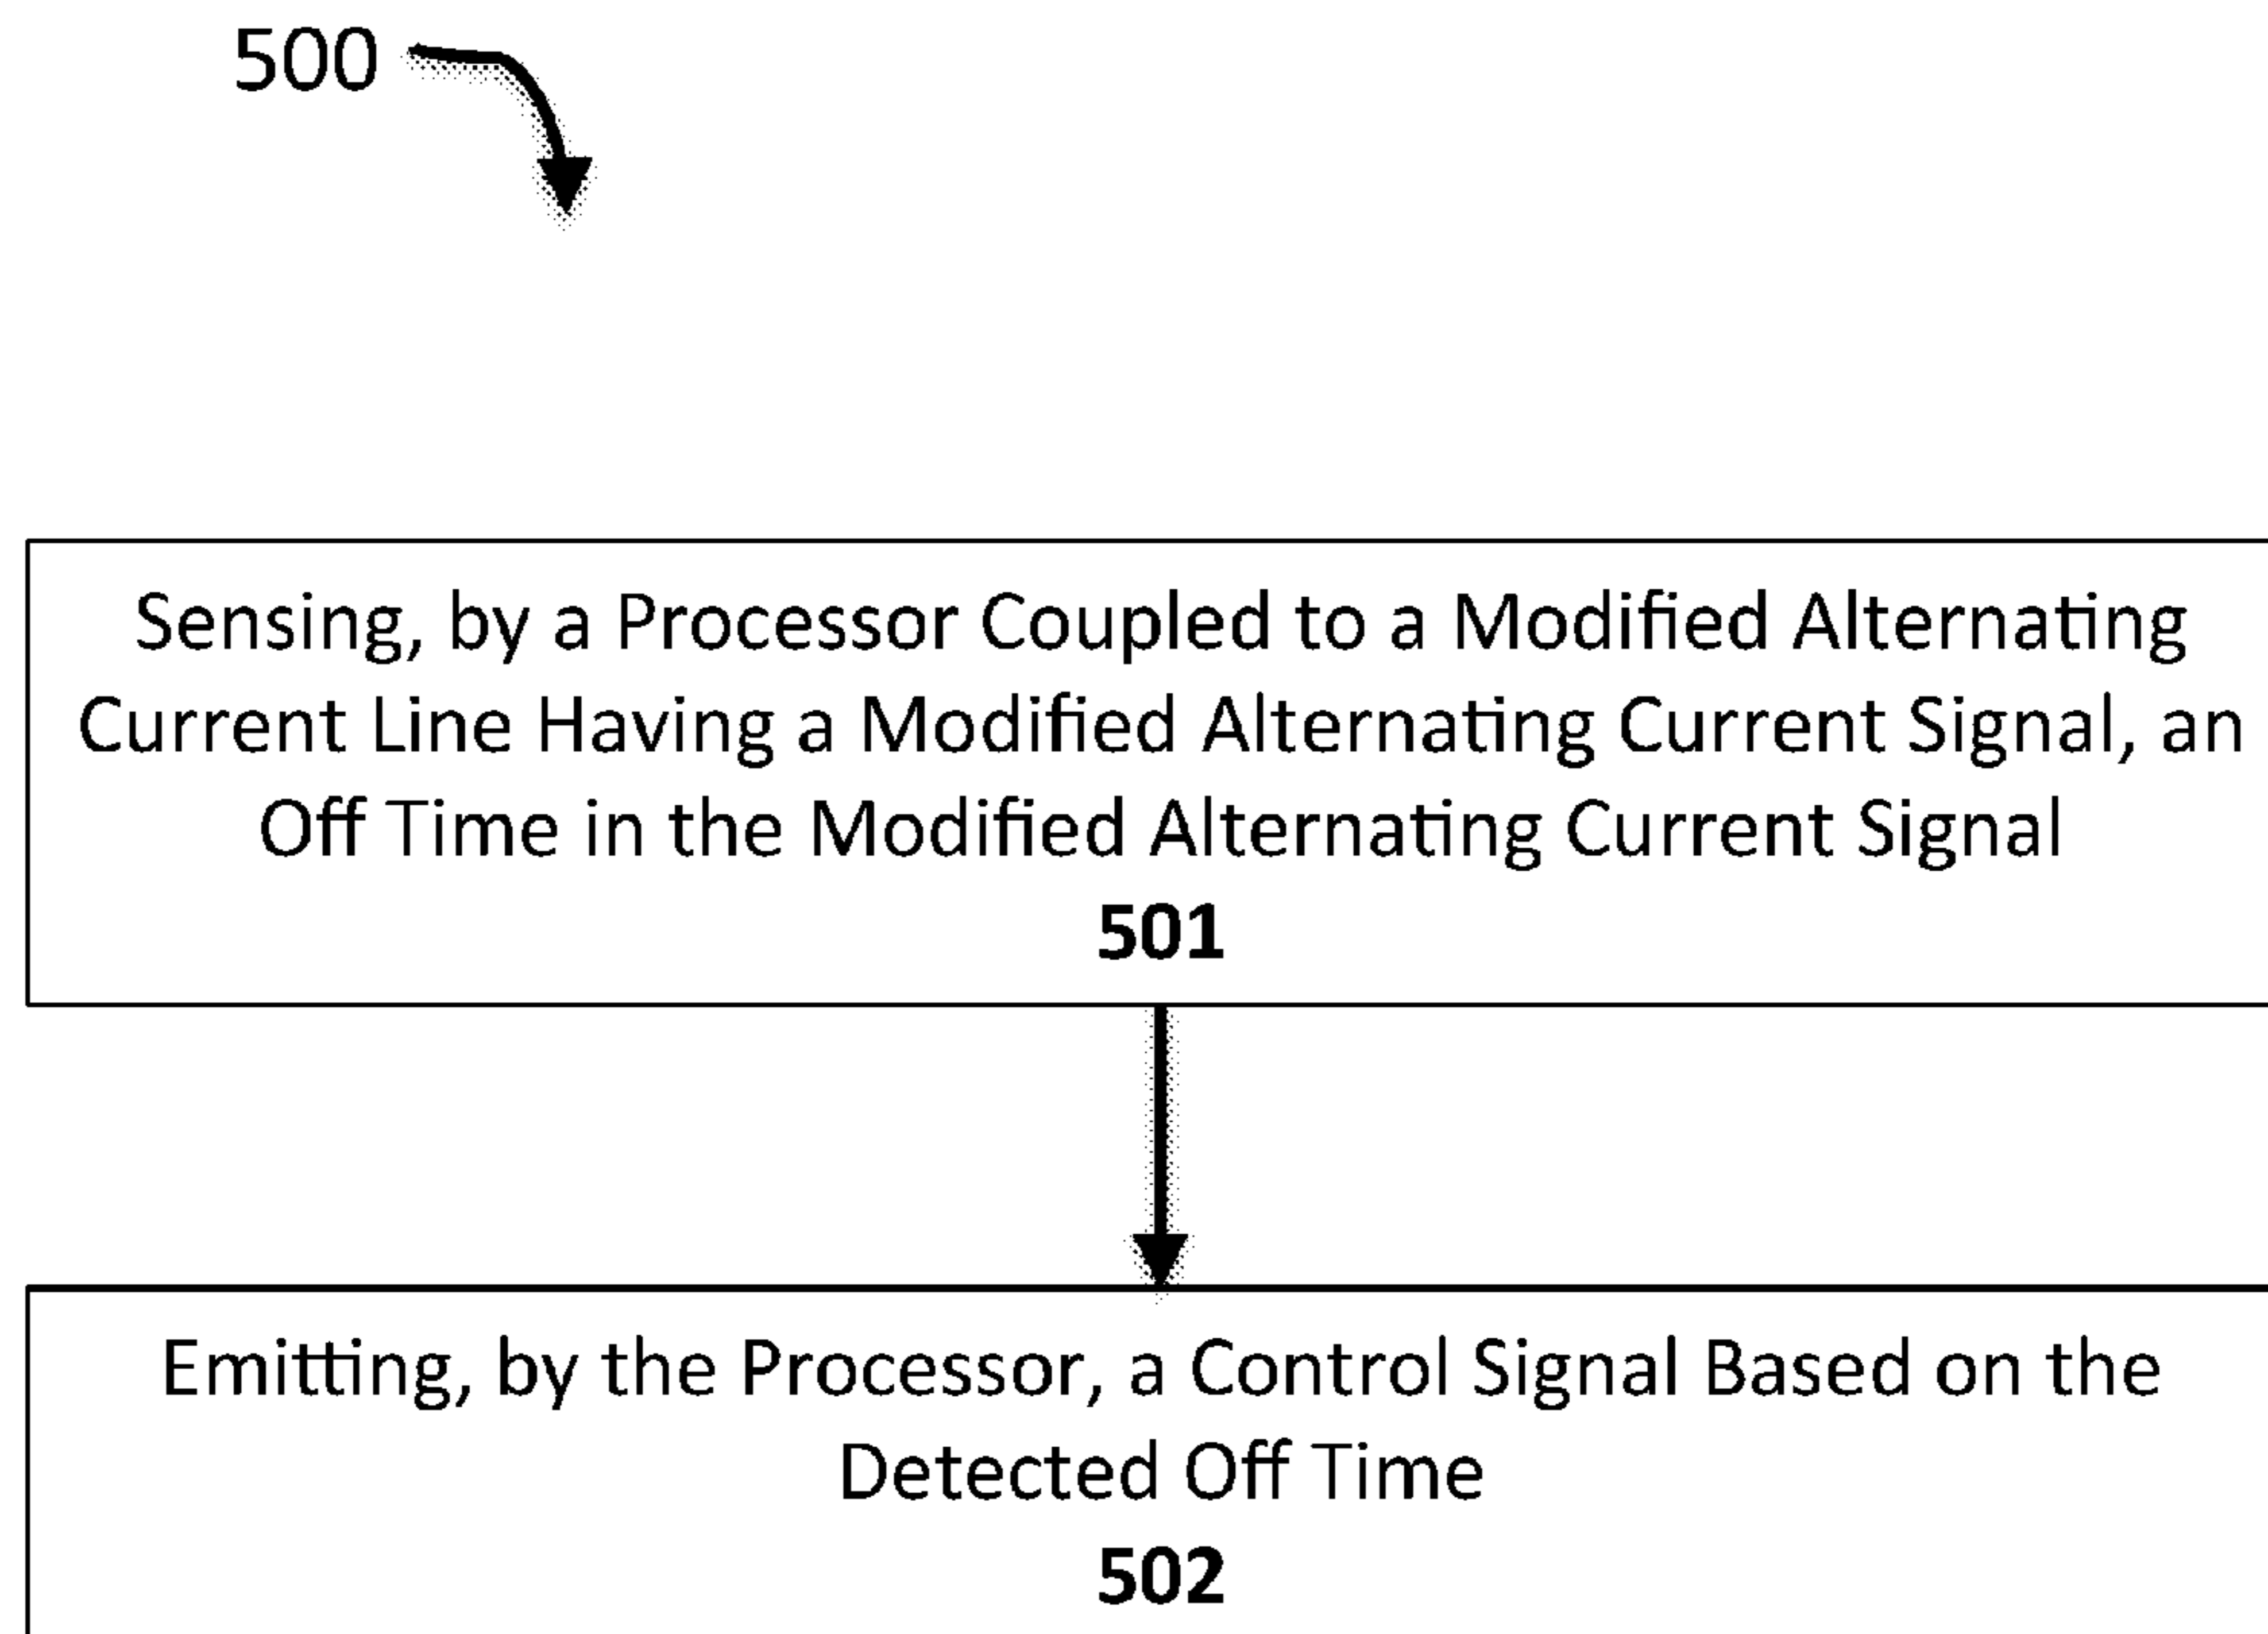 500
Sensing, by a Processor Coupled to a Modified Alternating
Current Line Having a Modified Alternating Current Signal, an
Off Time in the Modified Alternating Current Signal
501
Emitting, by the Processor, a Control Signal Based on the
Detected Off Time
502